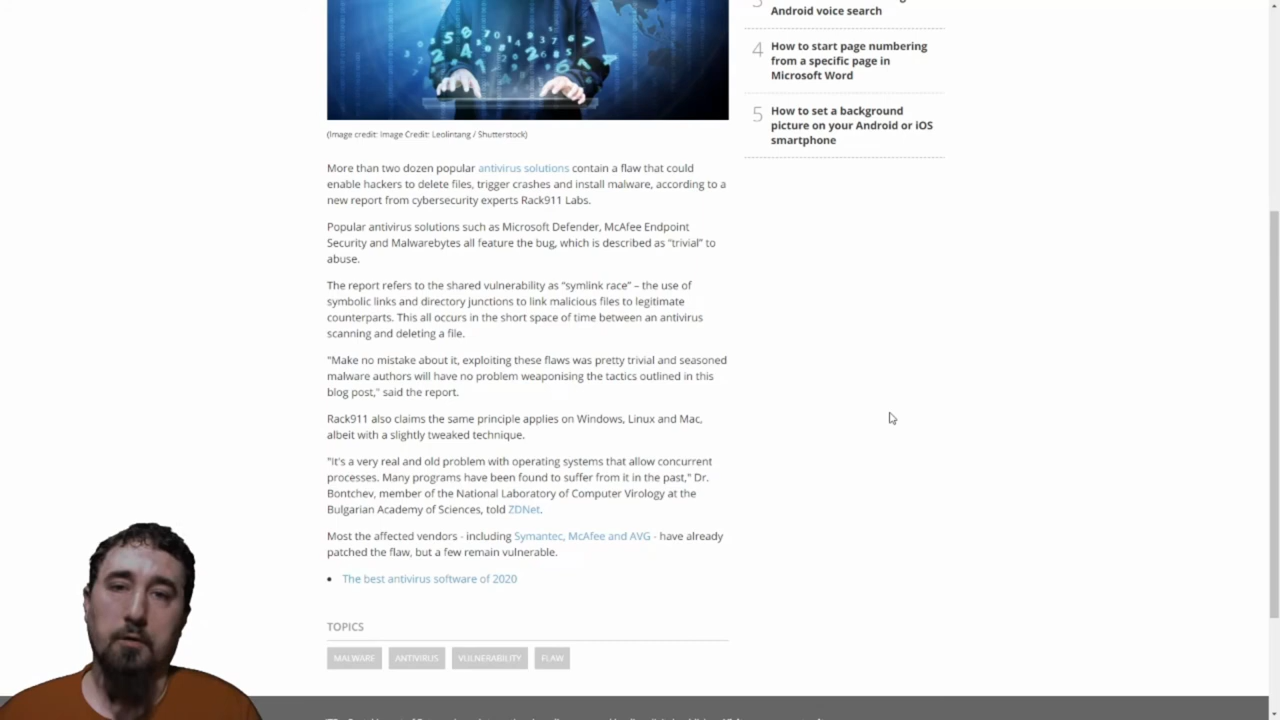 Android voice search
4
How to start page numbering
from a specific page in
Microsoft Word
5
How to set a background
picture on your Android or iOS
smartphone
(Image credit: Image Credit: Leolintang / Shutterstock)
More than two dozen popular antivirus solutions contain a flaw that could
enable hackers to delete files, trigger crashes and install malware, according to a
new report from cybersecurity experts Rack911 Labs.
Popular antivirus solutions such as Microsoft Defender, McAfee Endpoint
Security and Malwarebytes all feature the bug, which is described as “trivial” to
abuse.
The report refers to the shared vulnerability as “symlink race” – the use of
symbolic links and directory junctions to link malicious files to legitimate
counterparts. This all occurs in the short space of time between an antivirus
scanning and deleting a file.
"Make no mistake about it, exploiting these flaws was pretty trivial and seasoned
malware authors will have no problem weaponising the tactics outlined in this
blog post," said the report.
Rack911 also claims the same principle applies on Windows, Linux and Mac,
albeit with a slightly tweaked technique.
"It's a very real and old problem with operating systems that allow concurrent
processes. Many programs have been found to suffer from it in the past," Dr.
Bontchev, member of the National Laboratory of Computer Virology at the
Bulgarian Academy of Sciences, told ZDNet.
Most the affected vendors - including Symantec, McAfee and AVG - have already
patched the flaw, but a few remain vulnerable.
• The best antivirus software of 2020
TOPICS
MALWARE ANTIVIRUS VULNERABILITY FLAW